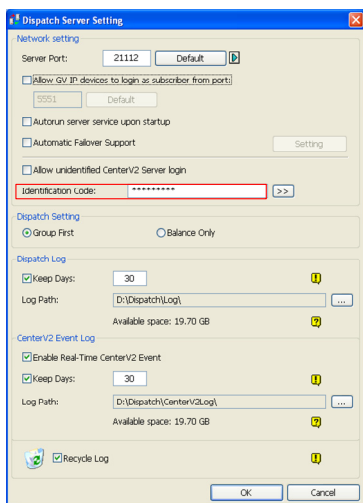 Dispatch Server Setting
Network setting
Server Port: 21112 Default
Allow GV IP devices to login as subscriber from port:
5551 Default
Autorun server service upon startup
Automatic Failover Support Setting
Allow unidentified CenterV2 Server login
Identification Code: ********* >>
Dispatch Setting
Group First Balance Only
Dispatch Log
Keep Days: 30
Log Path: D:\Dispatch\Log\ ...
Available space: 19.70 GB
CenterV2 Event Log
Enable Real-Time CenterV2 Event
Keep Days: 30
Log Path: D:\Dispatch\CenterV2Log\ ...
Available space: 19.70 GB
Recycle Log
OK Cancel